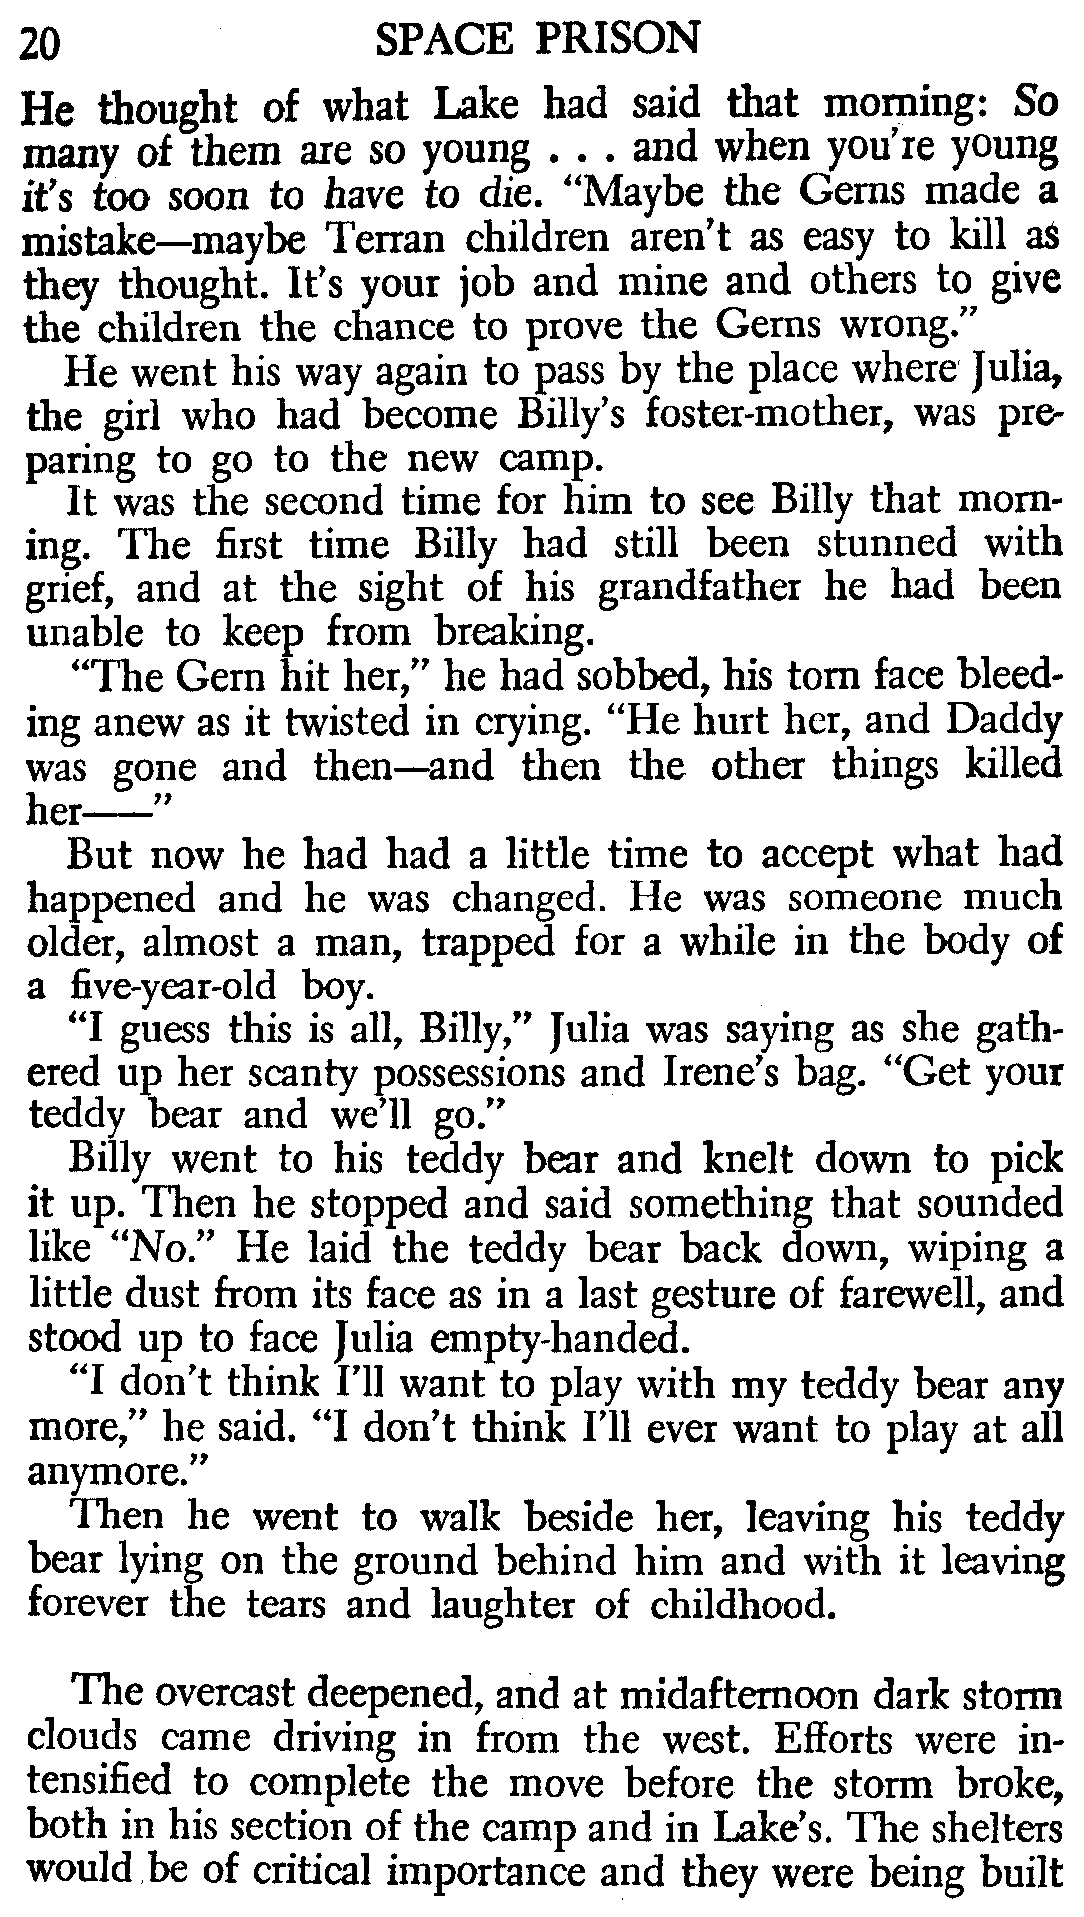 20 SPACE PRISON
He thought of what Lake had said that morning: So
many of them are so young . . . and when you're young
it's too soon to have to die. “Maybe the Gerns made a
mistake—maybe Terran children aren't as easy to kill as
they thought. It's your job and mine and others to give
the children the chance to prove the Gerns wrong.”
He went his way again to pass by the place where Julia,
the girl who had become Billy's foster-mother, was pre-
paring to go to the new camp.
It was the second time for him to see Billy that morn-
ing. The first time Billy had still been stunned with
grief, and at the sight of his grandfather he had been
unable to keep from breaking.
“The Gern hit her,” he had sobbed, his torn face bleed-
ing anew as it twisted in crying. “He hurt her, and Daddy
was gone and then—and then the other things killed
her——”
But now he had had a little time to accept what had
happened and he was changed. He was someone much
older, almost a man, trapped for a while in the body of
a five-year-old boy.
“I guess this is all, Billy,” Julia was saying as she gath-
ered up her scanty possessions and Irene's bag. “Get your
teddy bear and we'll go.”
Billy went to his teddy bear and knelt down to pick
it up. Then he stopped and said something that sounded
like “No.” He laid the teddy bear back down, wiping a
little dust from its face as in a last gesture of farewell, and
stood up to face Julia empty-handed.
“I don't think I'll want to play with my teddy bear any
more,” he said. “I don't think I'll ever want to play at all
anymore.”
Then he went to walk beside her, leaving his teddy
bear lying on the ground behind him and with it leaving
forever the tears and laughter of childhood.
The overcast deepened, and at midafternoon dark storm
clouds came driving in from the west. Efforts were in-
tensified to complete the move before the storm broke,
both in his section of the camp and in Lake's. The shelters
would be of critical importance and they were being built